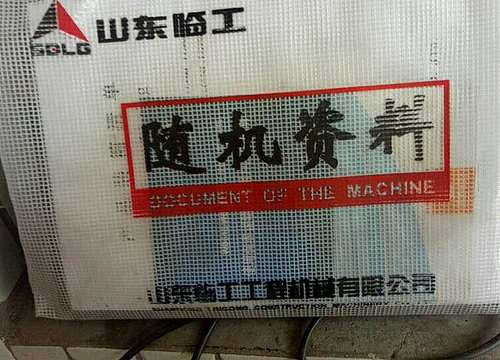 SDLG 山东临工
随机资料
DOCUMENT OF THE MACHINE
山东临工工程机械有限公司